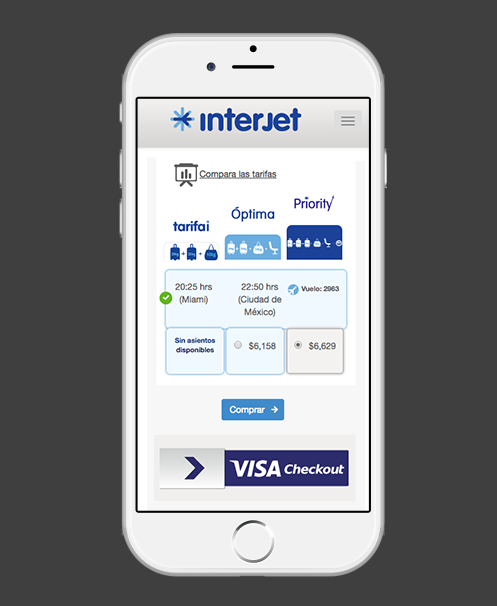 interjet
Compara las tarifas
tarifai
Óptima
Priority
20:25 hrs
(Miami)
22:50 hrs
(Ciudad de
México)
Vuelo: 2963
Sin asientos
disponibles
$6,158
$6,629
Comprar
VISA Checkout